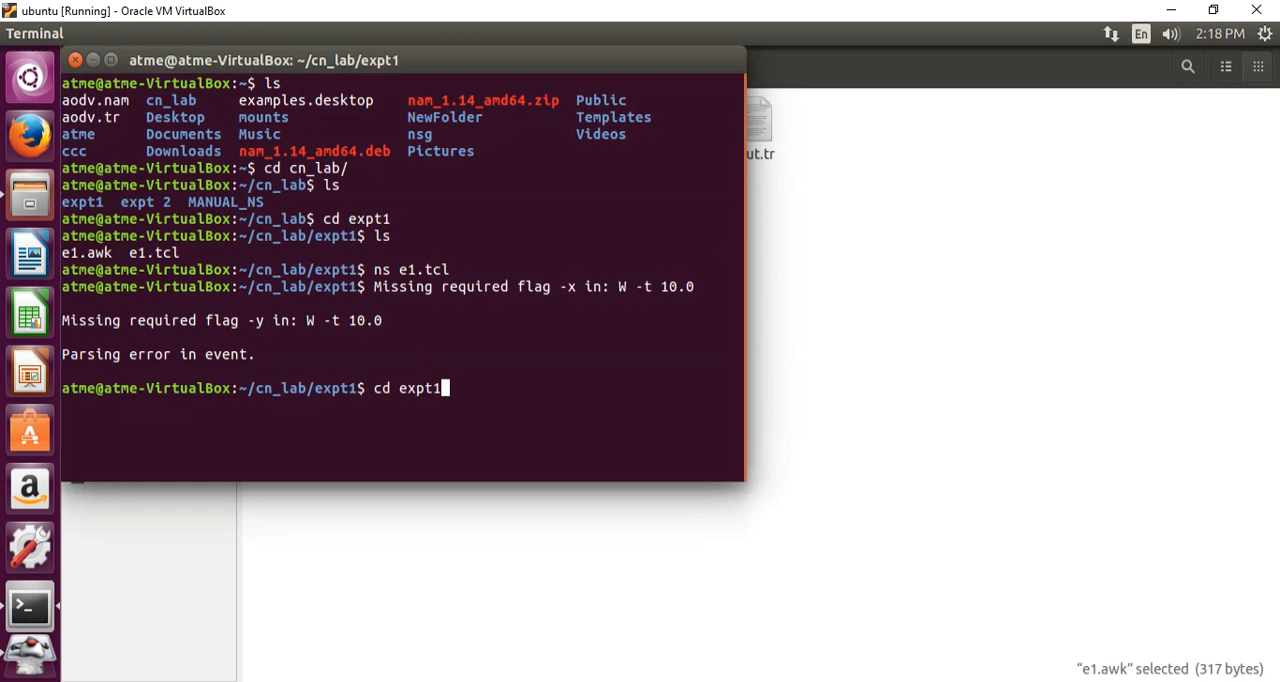 ubuntu [Running] - Oracle VM VirtualBox
Terminal
En
2:18 PM
atme@atme-VirtualBox: ~/cn_lab/expt1
atme@atme-VirtualBox:~$ ls
aodv.nam cn_lab examples.desktop nam_1.14_amd64.zip Public
aodv.tr Desktop mounts NewFolder Templates
atme Documents Music nsg Videos
ccc Downloads nam_1.14_amd64.deb Pictures
atme@atme-VirtualBox:~$ cd cn_lab/
atme@atme-VirtualBox:~/cn_lab$ ls
expt1 expt 2 MANUAL_NS
atme@atme-VirtualBox:~/cn_lab$ cd expt1
atme@atme-VirtualBox:~/cn_lab/expt1$ ls
e1.awk e1.tcl
atme@atme-VirtualBox:~/cn_lab/expt1$ ns e1.tcl
atme@atme-VirtualBox:~/cn_lab/expt1$ Missing required flag -x in: W -t 10.0
Missing required flag -y in: W -t 10.0
Parsing error in event.
atme@atme-VirtualBox:~/cn_lab/expt1$ cd expt1
ut.tr
"e1.awk" selected (317 bytes)